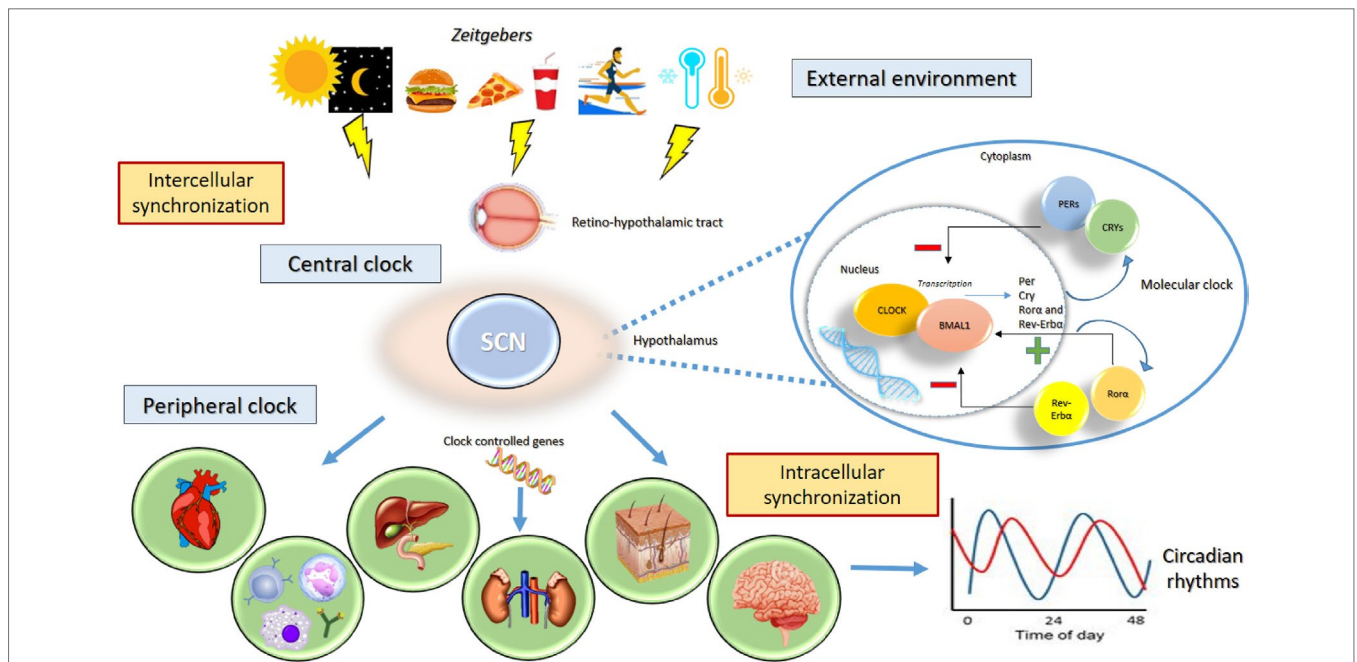 Zeitgebers
External environment
Intercellular
synchronization
Retino-hypothalamic tract
Central clock
SCN
Hypothalamus
Cytoplasm
PERs
CRYs
Nucleus
Transcritption
Per
Cry
Rorα and
Rev-Erbα
Molecular clock
CLOCK
BMAL1
Rev-
Erbα
Rorα
Peripheral clock
Clock controlled genes
Intracellular
synchronization
Circadian
rhythms
0 24 48
Time of day